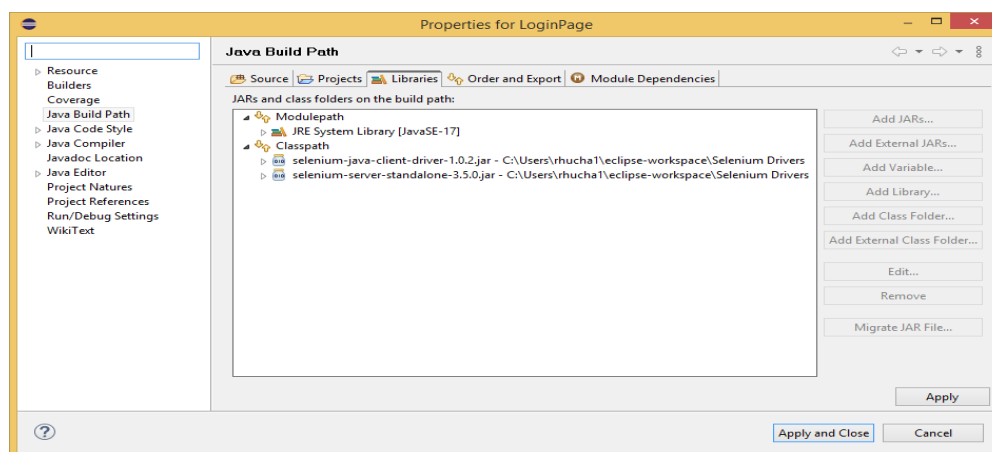 Properties for LoginPage
Java Build Path
Resource
Builders
Coverage
Java Build Path
Java Code Style
Java Compiler
Javadoc Location
Java Editor
Project Natures
Project References
Run/Debug Settings
WikiText
Source Projects Libraries Order and Export Module Dependencies
JARs and class folders on the build path:
Modulepath
JRE System Library [JavaSE-17]
Classpath
selenium-java-client-driver-1.0.2.jar - C:\Users\rhucha1\eclipse-workspace\Selenium Drivers
selenium-server-standalone-3.5.0.jar - C:\Users\rhucha1\eclipse-workspace\Selenium Drivers
Add JARs...
Add External JARs...
Add Variable...
Add Library...
Add Class Folder...
Add External Class Folder...
Edit...
Remove
Migrate JAR File...
Apply
Apply and Close
Cancel